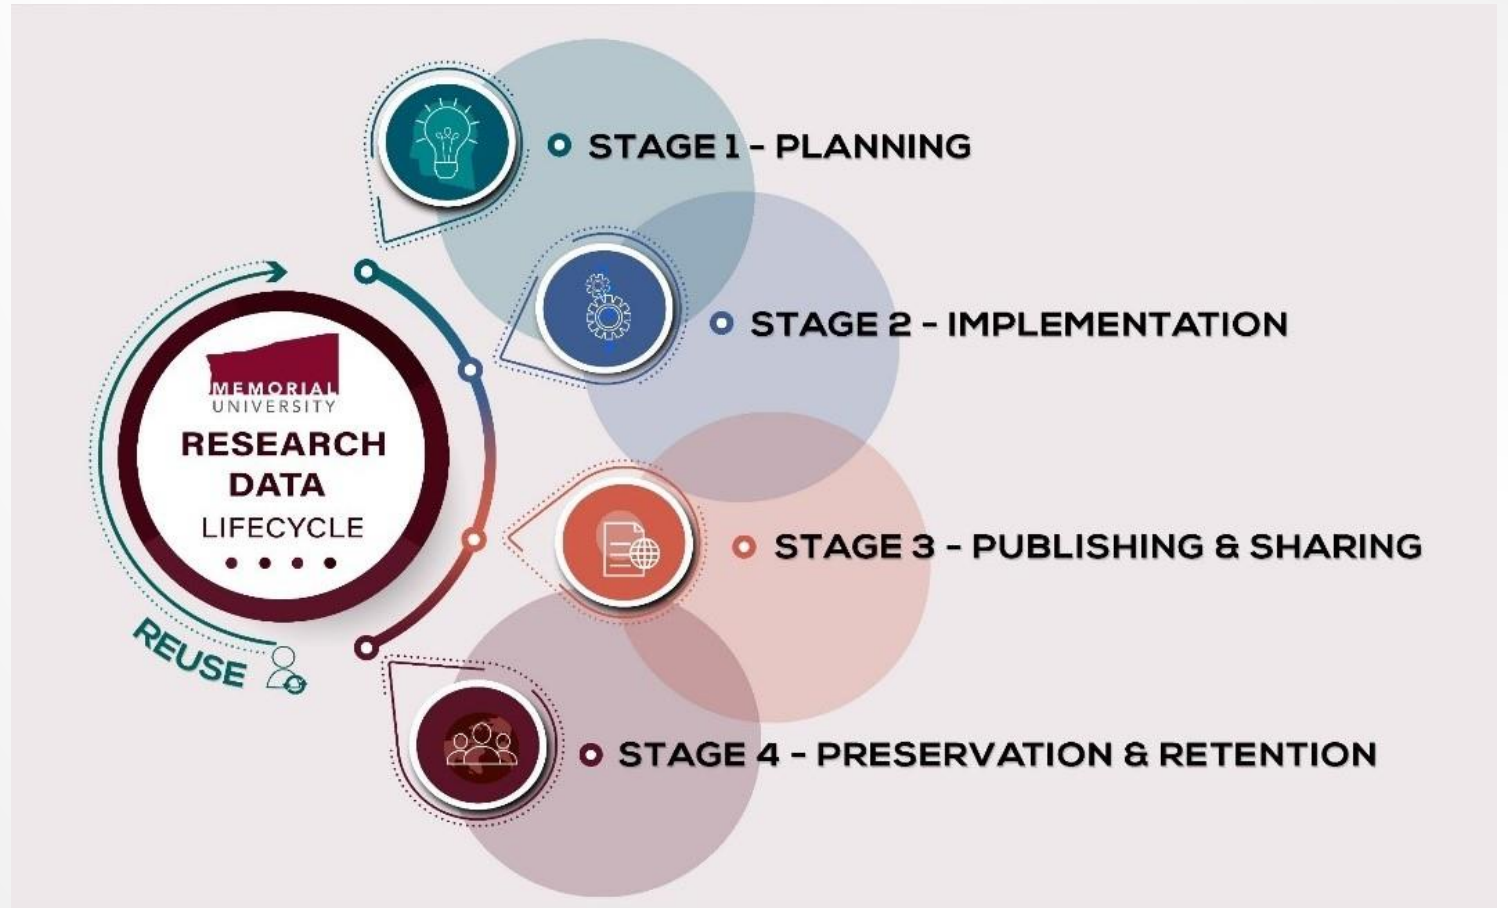 STAGE 1 - PLANNING
STAGE 2 - IMPLEMENTATION
MEMORIAL
UNIVERSITY
RESEARCH
DATA
LIFECYCLE
STAGE 3 - PUBLISHING & SHARING
REUSE
STAGE 4 - PRESERVATION & RETENTION